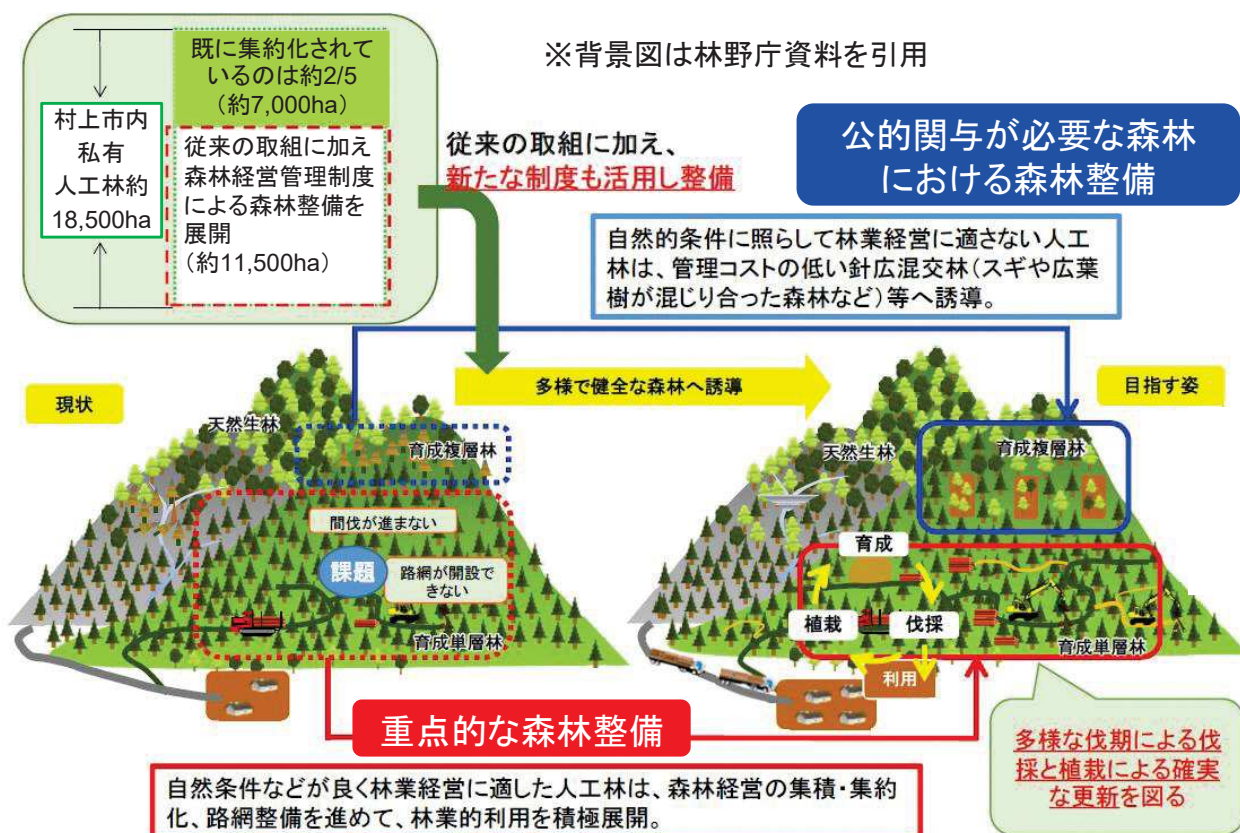 既に集約化されて
いるのは約2/5
（約7,000ha）
村上市内
私有
人工林約
18,500ha
従来の取組に加え
森林経営管理制度
による森林整備を
展開
（約11,500ha）
※背景図は林野庁資料を引用
従来の取組に加え、
新たな制度も活用し整備
公的関与が必要な森林
における森林整備
自然的条件に照らして林業経営に適さない人工
林は、管理コストの低い針広混交林（スギや広葉
樹が混じり合った森林など）等へ誘導。
現状
多様で健全な森林へ誘導
目指す姿
天然生林
育成複層林
間伐が進まない
課題
路網が開設で
きない
育成単層林
天然生林
育成複層林
育成
植栽
伐採
育成単層林
利用
重点的な森林整備
自然条件などが良く林業経営に適した人工林は、森林経営の集積・集約
化、路網整備を進めて、林業的利用を積極展開。
多様な伐期による伐
採と植栽による確実
な更新を図る